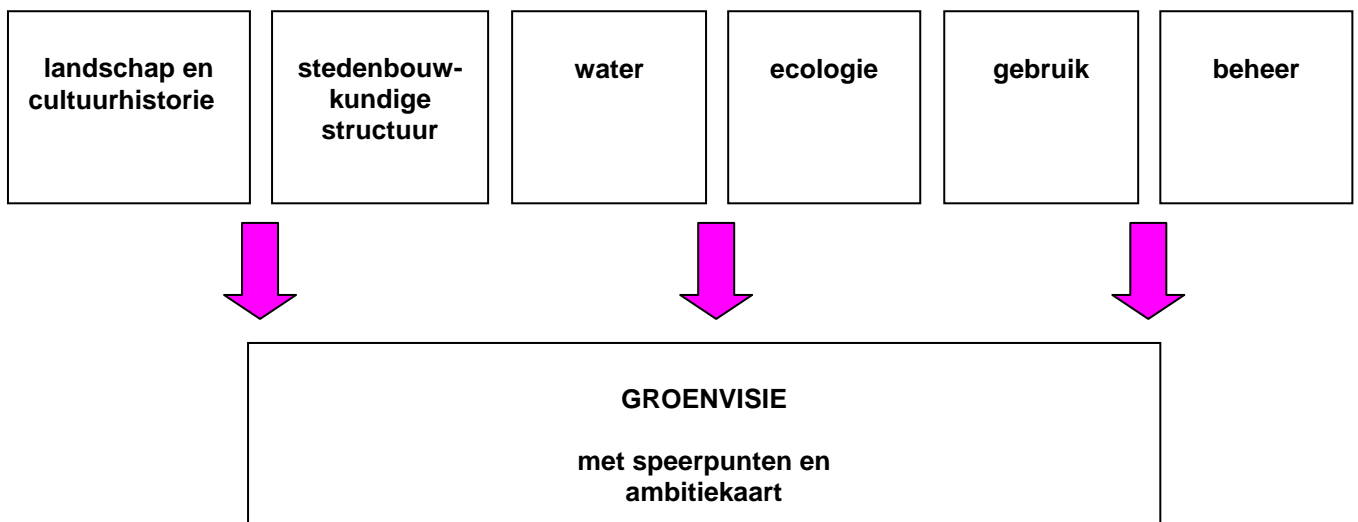 landschap en
cultuurhistorie
stedenbouw-
kundige
structuur
water
ecologie
gebruik
beheer
GROENVISIE
met speerpunten en
ambitiekaart